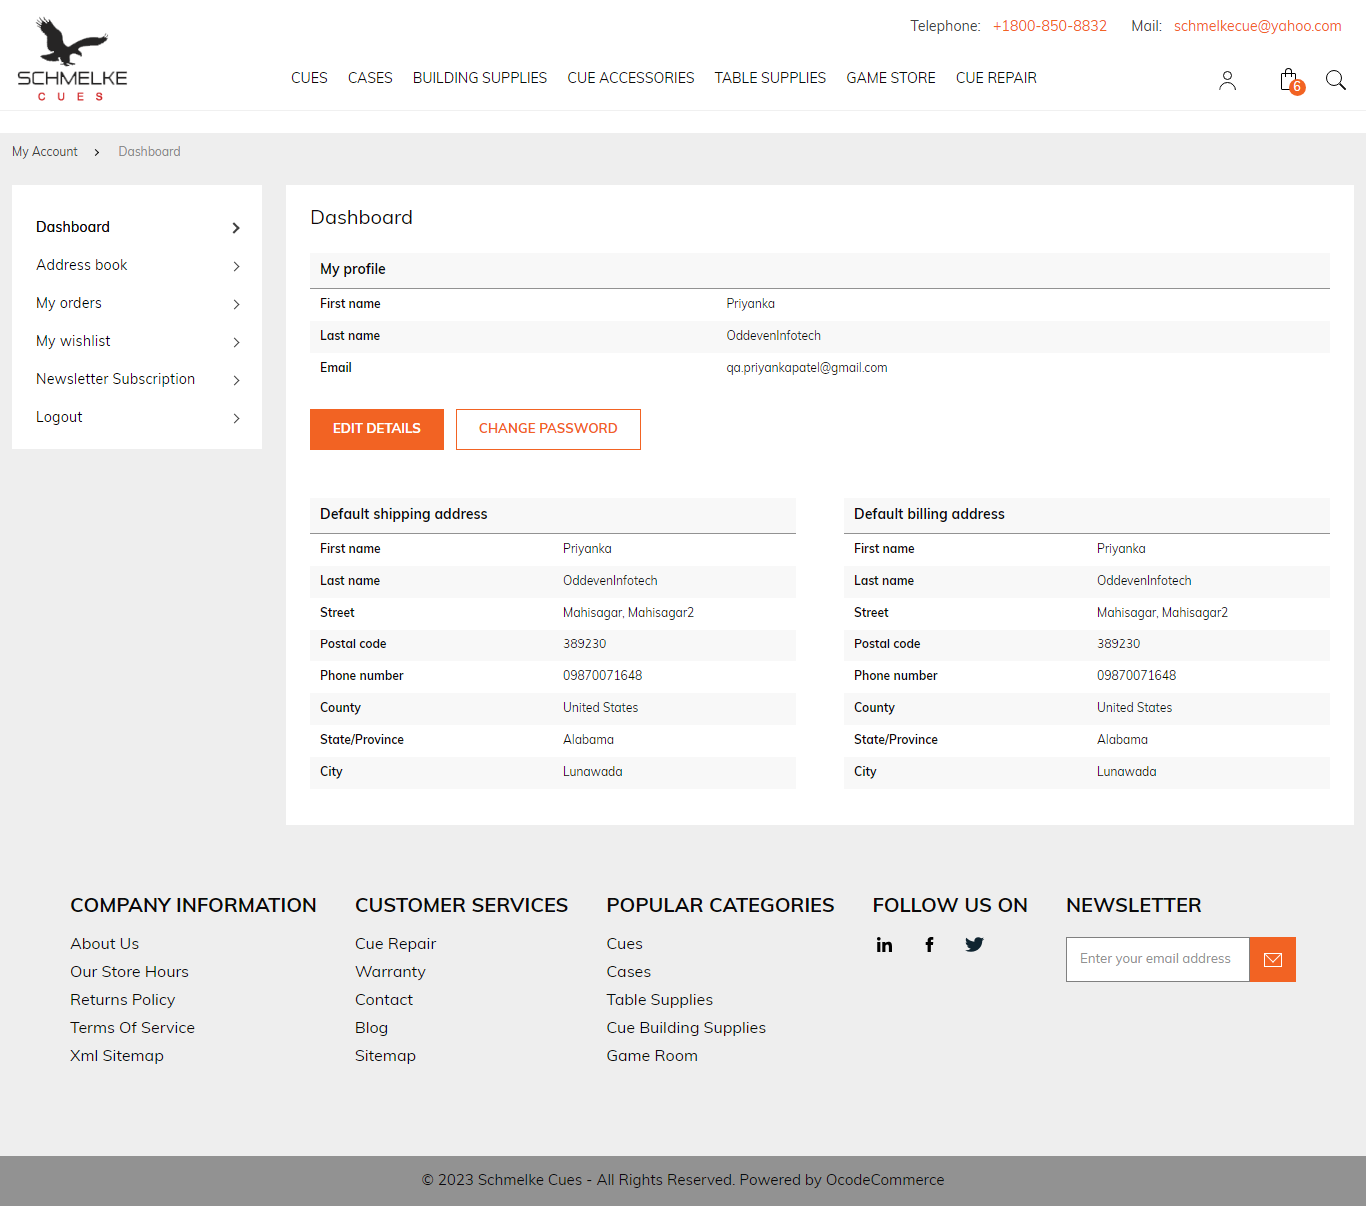 Telephone: +1800-850-8832 Mail: schmelkecue@yahoo.com
SCHMELKE
CUES
CUES CASES BUILDING SUPPLIES CUE ACCESSORIES TABLE SUPPLIES GAME STORE CUE REPAIR
6
My Account > Dashboard
Dashboard
Address book
My orders
My wishlist
Newsletter Subscription
Logout
Dashboard
My profile
First name Priyanka
Last name OddevenInfotech
Email qa.priyankapatel@gmail.com
EDIT DETAILS CHANGE PASSWORD
Default shipping address
First name Priyanka
Last name OddevenInfotech
Street Mahisagar, Mahisagar2
Postal code 389230
Phone number 09870071648
County United States
State/Province Alabama
City Lunawada
Default billing address
First name Priyanka
Last name OddevenInfotech
Street Mahisagar, Mahisagar2
Postal code 389230
Phone number 09870071648
County United States
State/Province Alabama
City Lunawada
COMPANY INFORMATION
About Us
Our Store Hours
Returns Policy
Terms Of Service
Xml Sitemap
CUSTOMER SERVICES
Cue Repair
Warranty
Contact
Blog
Sitemap
POPULAR CATEGORIES
Cues
Cases
Table Supplies
Cue Building Supplies
Game Room
FOLLOW US ON
NEWSLETTER
Enter your email address
© 2023 Schmelke Cues - All Rights Reserved. Powered by OcodeCommerce